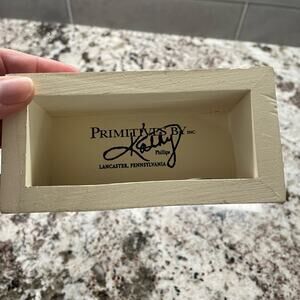 PRIMITIVES BY INC
Kathy
Phillips
LANCASTER, PENNSYLVANIA